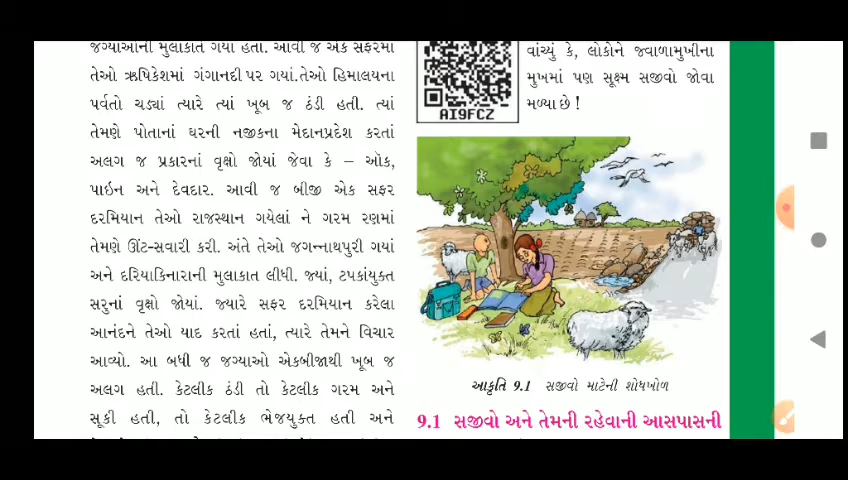 જગ્યાઓની મુલાકાતે ગયા હતા. આવી જ એક સફરમાં
તેઓ ઋષિકેશમાં ગંગાનદી પર ગયાં.તેઓ હિમાલયના
પર્વતો ચડ્યાં ત્યારે ત્યાં ખૂબ જ ઠંડી હતી. ત્યાં
તેમણે પોતાનાં ઘરની નજીકના મેદાનપ્રદેશ કરતાં
અલગ જ પ્રકારનાં વૃક્ષો જોયાં જેવા કે – ઓક,
પાઇન અને દેવદાર. આવી જ બીજી એક સફર
દરમિયાન તેઓ રાજસ્થાન ગયેલાં ને ગરમ રણમાં
તેમણે ઊંટ-સવારી કરી. અંતે તેઓ જગન્નાથપુરી ગયાં
અને દરિયાકિનારાની મુલાકાત લીધી. જ્યાં, ટપકાંયુક્ત
સરુનાં વૃક્ષો જોયાં. જ્યારે સફર દરમિયાન કરેલા
આનંદને તેઓ યાદ કરતાં હતાં, ત્યારે તેમને વિચાર
આવ્યો. આ બધી જ જગ્યાઓ એકબીજાથી ખૂબ જ
અલગ હતી. કેટલીક ઠંડી તો કેટલીક ગરમ અને
સૂકી હતી, તો કેટલીક ભેજયુક્ત હતી અને
AI9FCZ
વાંચ્યું કે, લોકોને જ્વાળામુખીના
મુખમાં પણ સૂક્ષ્મ સજીવો જોવા
મળ્યા છે !
આકૃતિ 9.1 સજીવો માટેની શોધખોળ
9.1 સજીવો અને તેમની રહેવાની આસપાસની